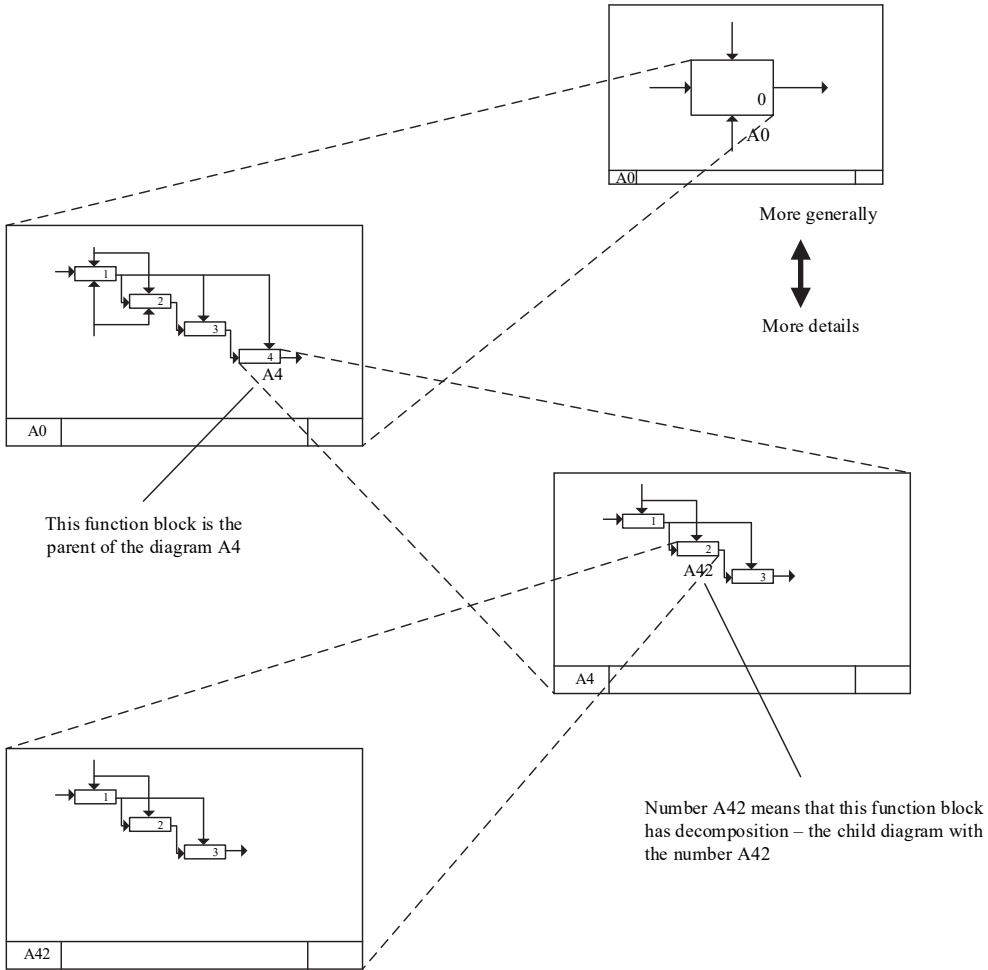 0
A0
A0
More generally
More details
1
2
3
4
A4
A0
This function block is the
parent of the diagram A4
1
2
A42
3
A4
Number A42 means that this function block
has decomposition – the child diagram with
the number A42
1
2
3
A42